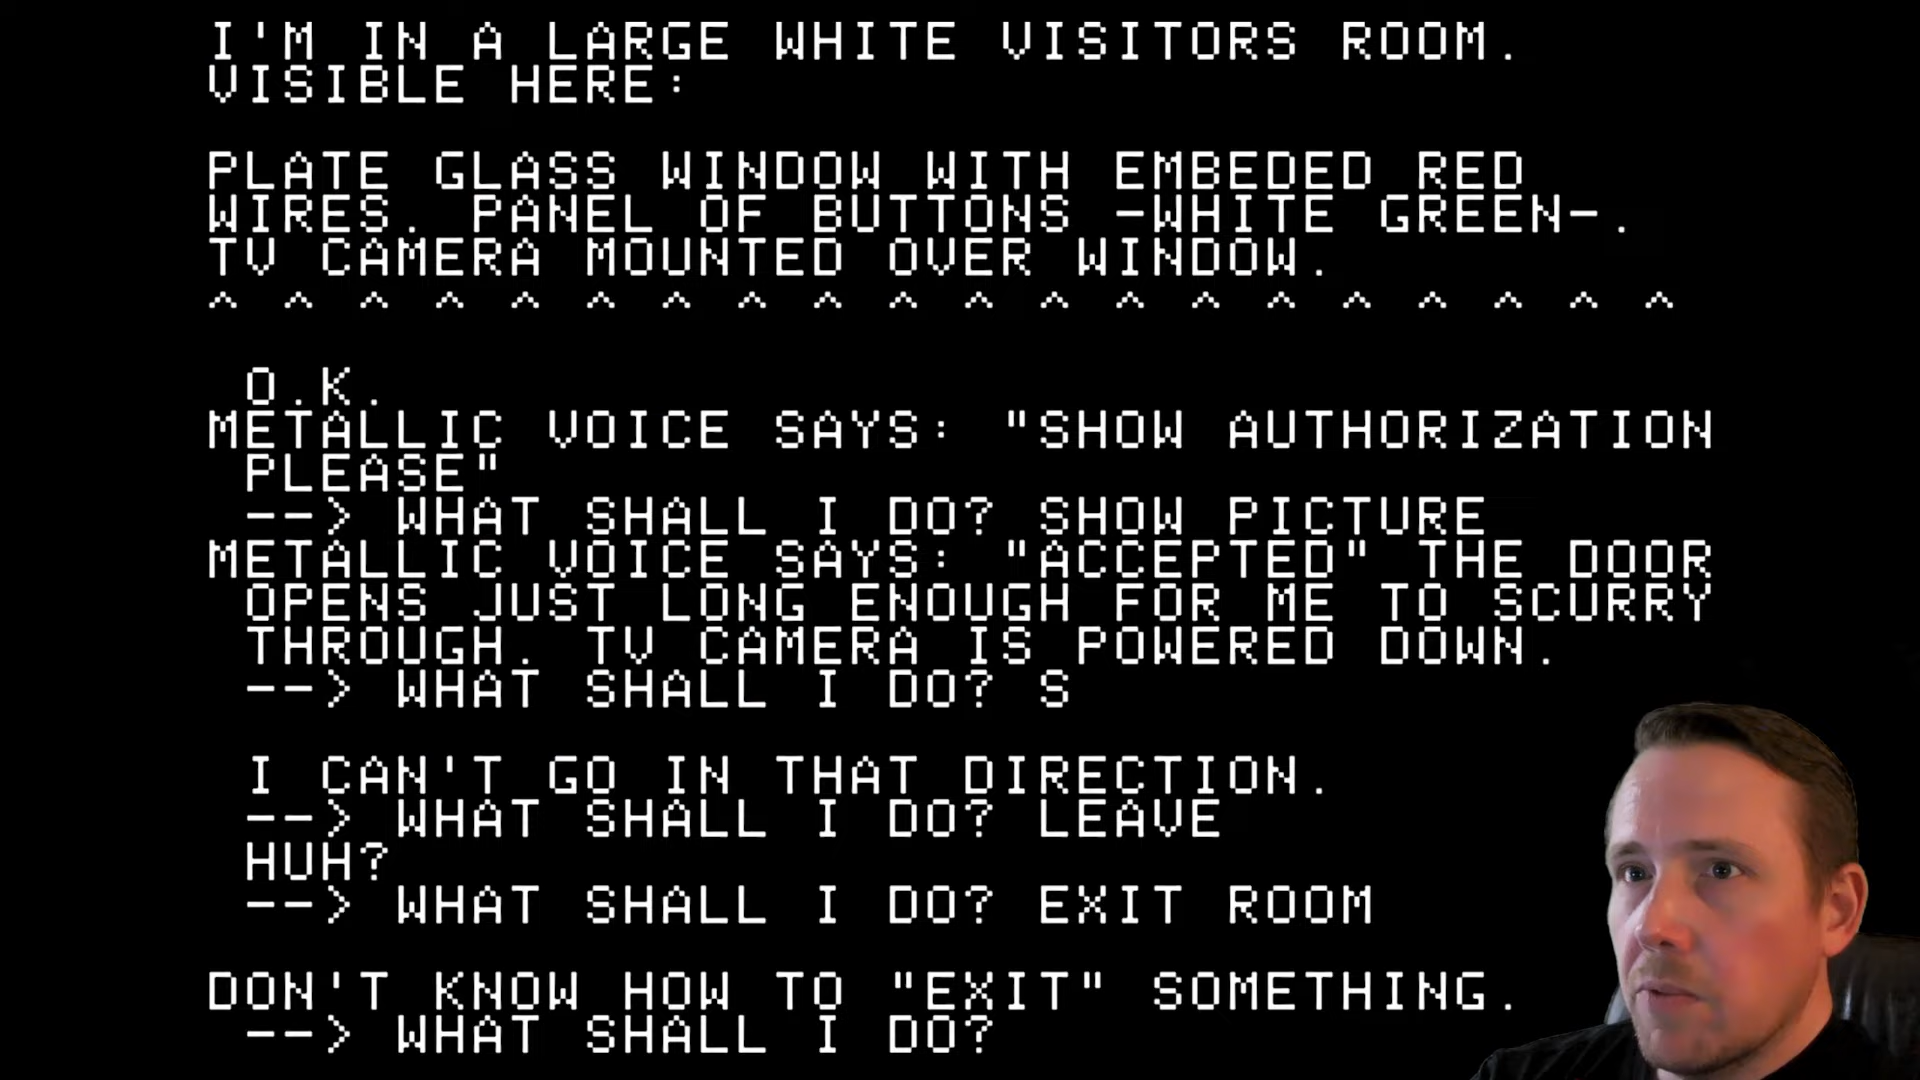 I'M IN A LARGE WHITE VISITORS ROOM.
VISIBLE HERE:
PLATE GLASS WINDOW WITH EMBEDED RED
WIRES. PANEL OF BUTTONS -WHITE GREEN-.
TV CAMERA MOUNTED OVER WINDOW.
^ ^ ^ ^ ^ ^ ^ ^ ^ ^ ^ ^ ^ ^ ^ ^ ^ ^ ^ ^
O.K.
METALLIC VOICE SAYS: "SHOW AUTHORIZATION
PLEASE"
--> WHAT SHALL I DO? SHOW PICTURE
METALLIC VOICE SAYS: "ACCEPTED" THE DOOR
OPENS JUST LONG ENOUGH FOR ME TO SCURRY
THROUGH. TV CAMERA IS POWERED DOWN.
--> WHAT SHALL I DO? S
I CAN'T GO IN THAT DIRECTION.
--> WHAT SHALL I DO? LEAVE
HUH?
--> WHAT SHALL I DO? EXIT ROOM
DON'T KNOW HOW TO "EXIT" SOMETHING.
--> WHAT SHALL I DO?